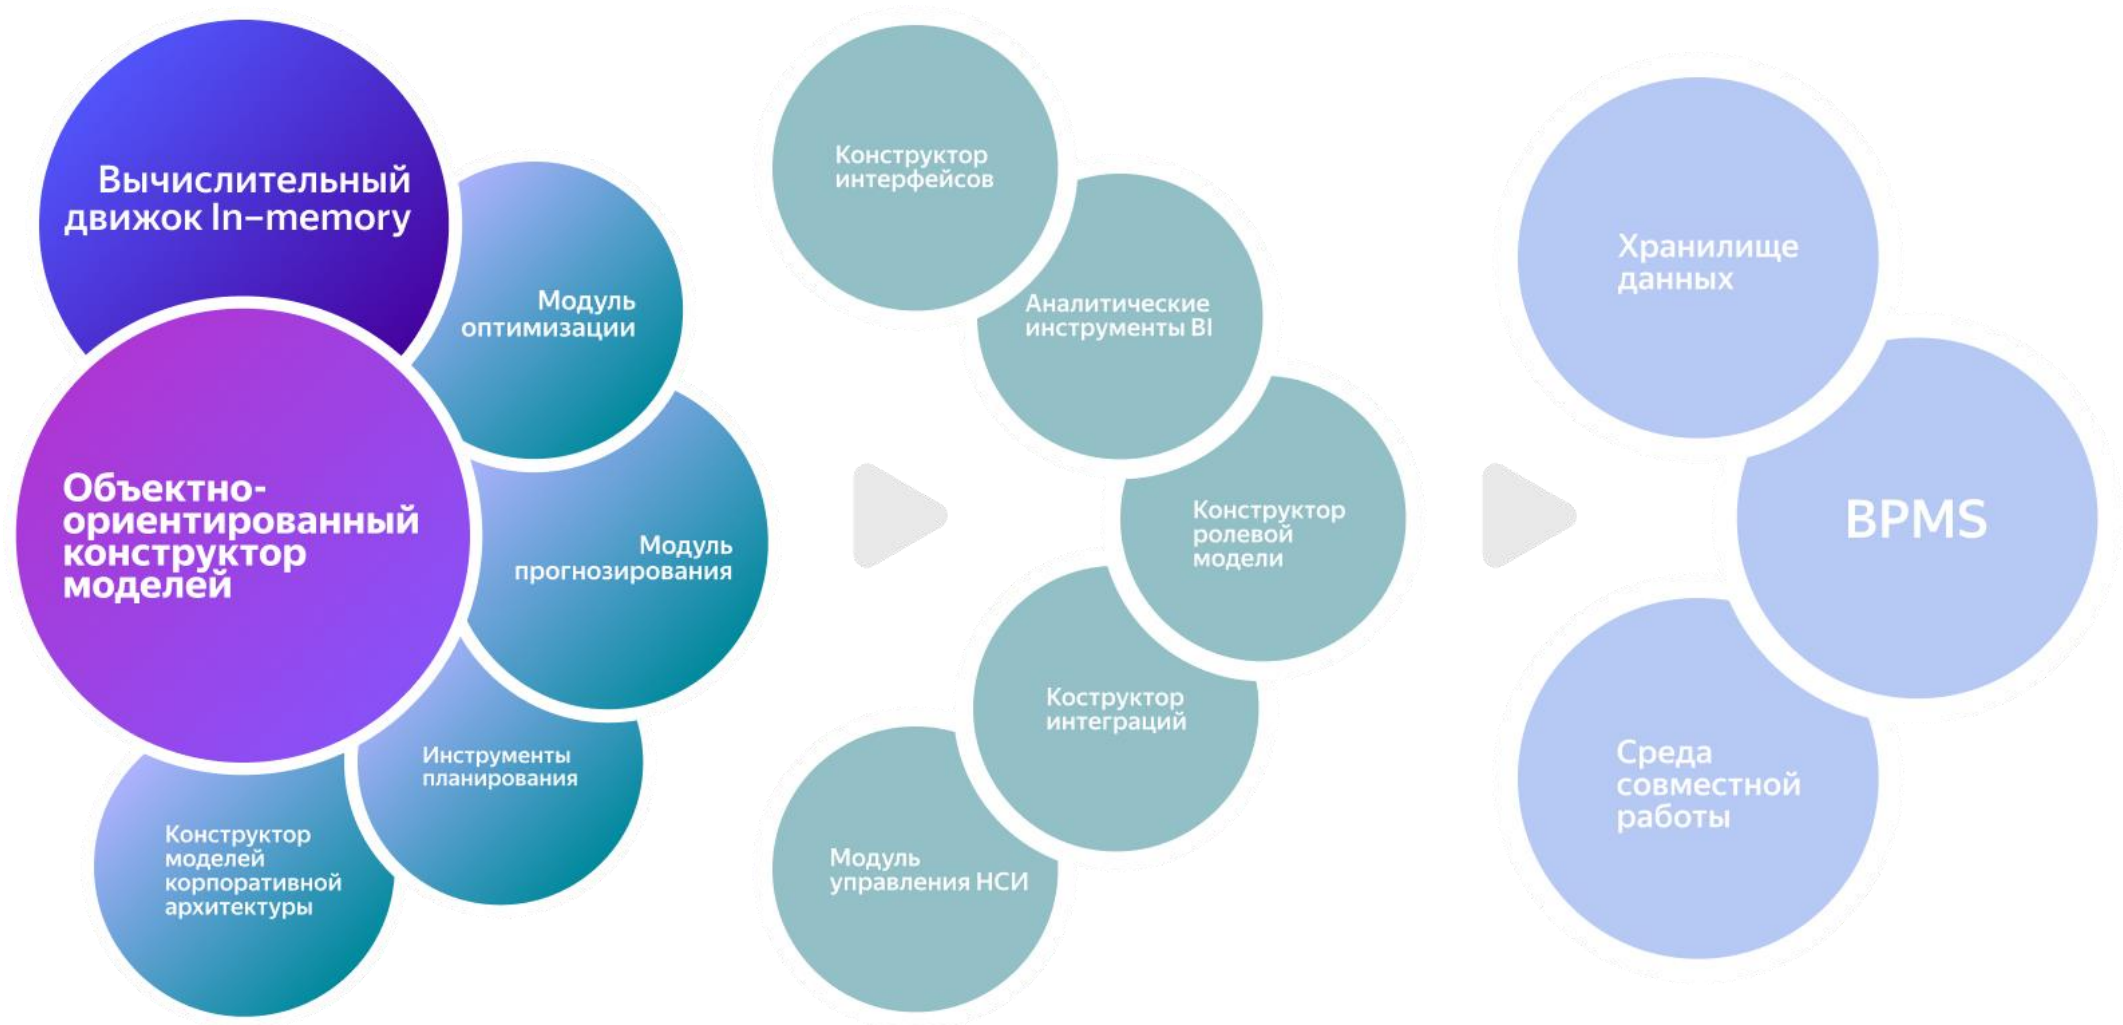 Вычислительный
движок In-memory
Модуль
оптимизации
Объектно-
ориентированный
конструктор
моделей
Модуль
прогнозирования
Инструменты
планирования
Конструктор
моделей
корпоративной
архитектуры
Конструктор
интерфейсов
Аналитические
инструменты BI
Конструктор
ролевой
модели
Коструктор
интеграций
Модуль
управления НСИ
Хранилище
данных
BPMS
Среда
совместной
работы